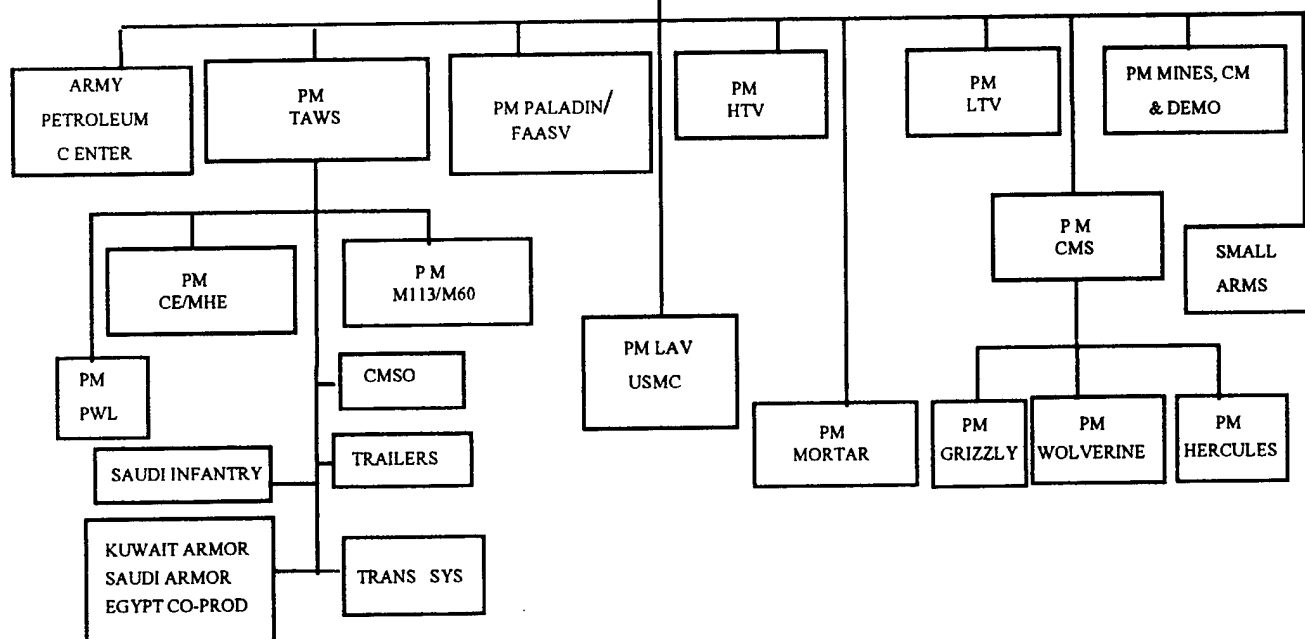 ARMY
PETROLEUM
C ENTER
PM
TAWS
PM PALADIN/
FAASV
PM
HTV
PM
LTV
PM MINES, CM
& DEMO
PM
CE/MHE
P M
M113/M60
P M
CMS
SMALL
ARMS
PM
PWL
CMSO
PM LAV
USMC
SAUDI INFANTRY
TRAILERS
PM
MORTAR
PM
GRIZZLY
PM
WOLVERINE
PM
HERCULES
KUWAIT ARMOR
SAUDI ARMOR
EGYPT CO-PROD
TRANS SYS